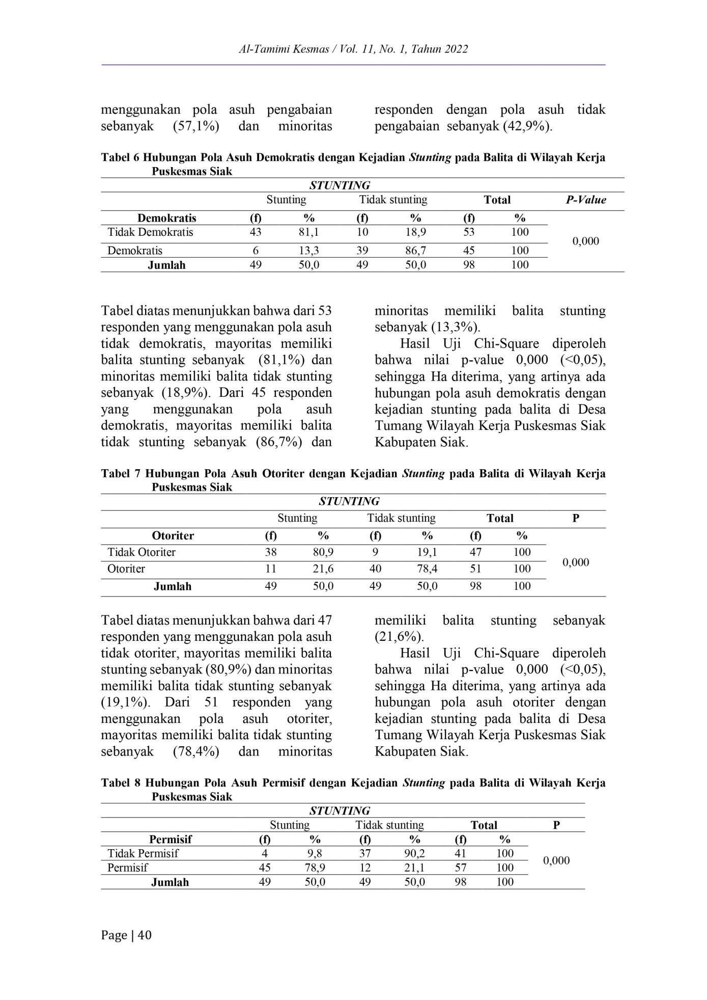 Al-Tamimi Kesmas / Vol. 11, No. 1, Tahun 2022
menggunakan pola asuh pengabaian
sebanyak (57,1%) dan minoritas
responden dengan pola asuh tidak
pengabaian sebanyak (42,9%).
Tabel 6 Hubungan Pola Asuh Demokratis dengan Kejadian Stunting pada Balita di Wilayah Kerja
Puskesmas Siak
STUNTING
Stunting Tidak stunting Total P-Value
Demokratis (f) % (f) % (f) %
Tidak Demokratis 43 81,1 10 18,9 53 100
0,000
Demokratis 6 13,3 39 86,7 45 100
Jumlah 49 50,0 49 50,0 98 100
Tabel diatas menunjukkan bahwa dari 53
responden yang menggunakan pola asuh
tidak demokratis, mayoritas memiliki
balita stunting sebanyak (81,1%) dan
minoritas memiliki balita tidak stunting
sebanyak (18,9%). Dari 45 responden
yang menggunakan pola asuh
demokratis, mayoritas memiliki balita
tidak stunting sebanyak (86,7%) dan
minoritas memiliki balita stunting
sebanyak (13,3%).
Hasil Uji Chi-Square diperoleh
bahwa nilai p-value 0,000 (<0,05),
sehingga Ha diterima, yang artinya ada
hubungan pola asuh demokratis dengan
kejadian stunting pada balita di Desa
Tumang Wilayah Kerja Puskesmas Siak
Kabupaten Siak.
Tabel 7 Hubungan Pola Asuh Otoriter dengan Kejadian Stunting pada Balita di Wilayah Kerja
Puskesmas Siak
STUNTING
Stunting Tidak stunting Total P
Otoriter (f) % (f) % (f) %
Tidak Otoriter 38 80,9 9 19,1 47 100
0,000
Otoriter 11 21,6 40 78,4 51 100
Jumlah 49 50,0 49 50,0 98 100
Tabel diatas menunjukkan bahwa dari 47
responden yang menggunakan pola asuh
tidak otoriter, mayoritas memiliki balita
stunting sebanyak (80,9%) dan minoritas
memiliki balita tidak stunting sebanyak
(19,1%). Dari 51 responden yang
menggunakan pola asuh otoriter,
mayoritas memiliki balita tidak stunting
sebanyak (78,4%) dan minoritas
memiliki balita stunting sebanyak
(21,6%).
Hasil Uji Chi-Square diperoleh
bahwa nilai p-value 0,000 (<0,05),
sehingga Ha diterima, yang artinya ada
hubungan pola asuh otoriter dengan
kejadian stunting pada balita di Desa
Tumang Wilayah Kerja Puskesmas Siak
Kabupaten Siak.
Tabel 8 Hubungan Pola Asuh Permisif dengan Kejadian Stunting pada Balita di Wilayah Kerja
Puskesmas Siak
STUNTING
Stunting Tidak stunting Total P
Permisif (f) % (f) % (f) %
Tidak Permisif 4 9,8 37 90,2 41 100
0,000
Permisif 45 78,9 12 21,1 57 100
Jumlah 49 50,0 49 50,0 98 100
Page | 40